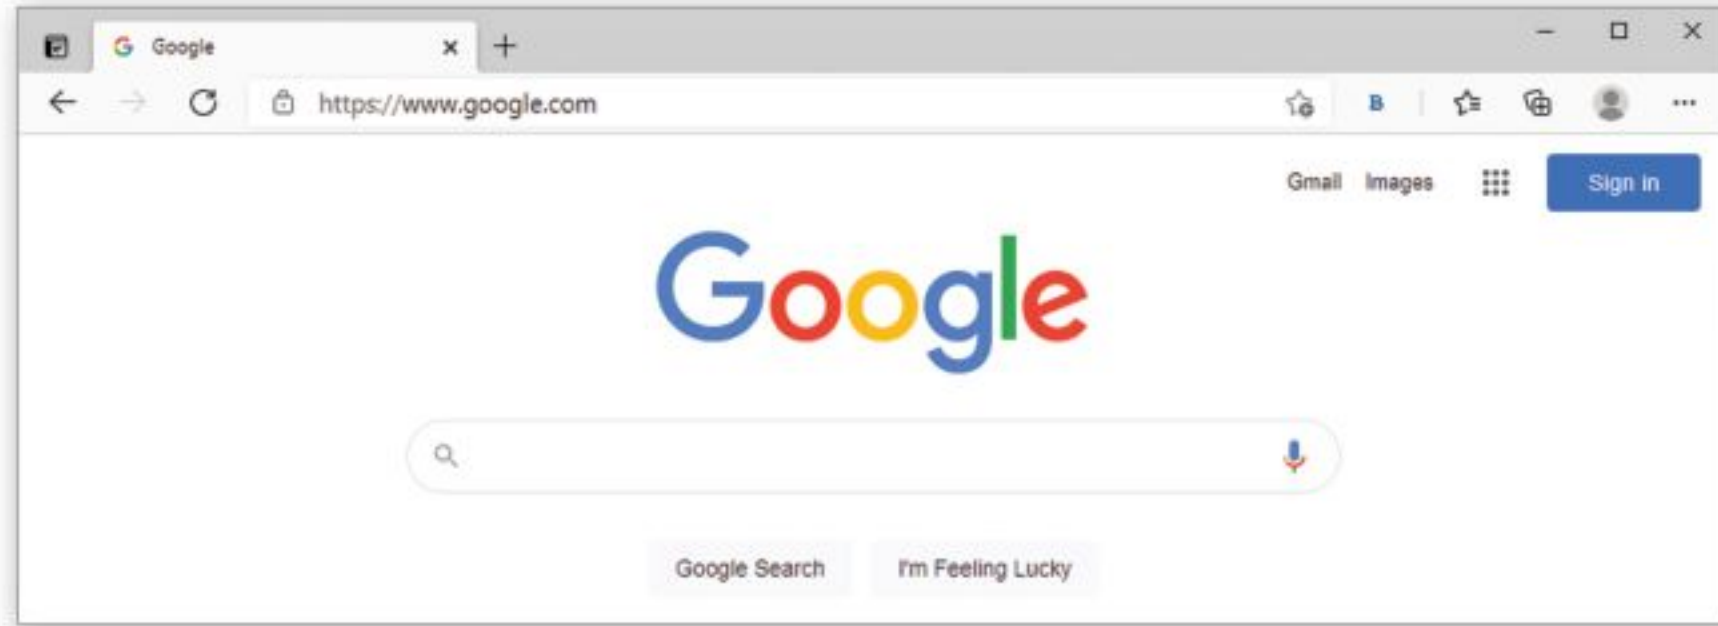 Google
https://www.google.com
B
Gmail Images Sign in
Google
Google Search I'm Feeling Lucky